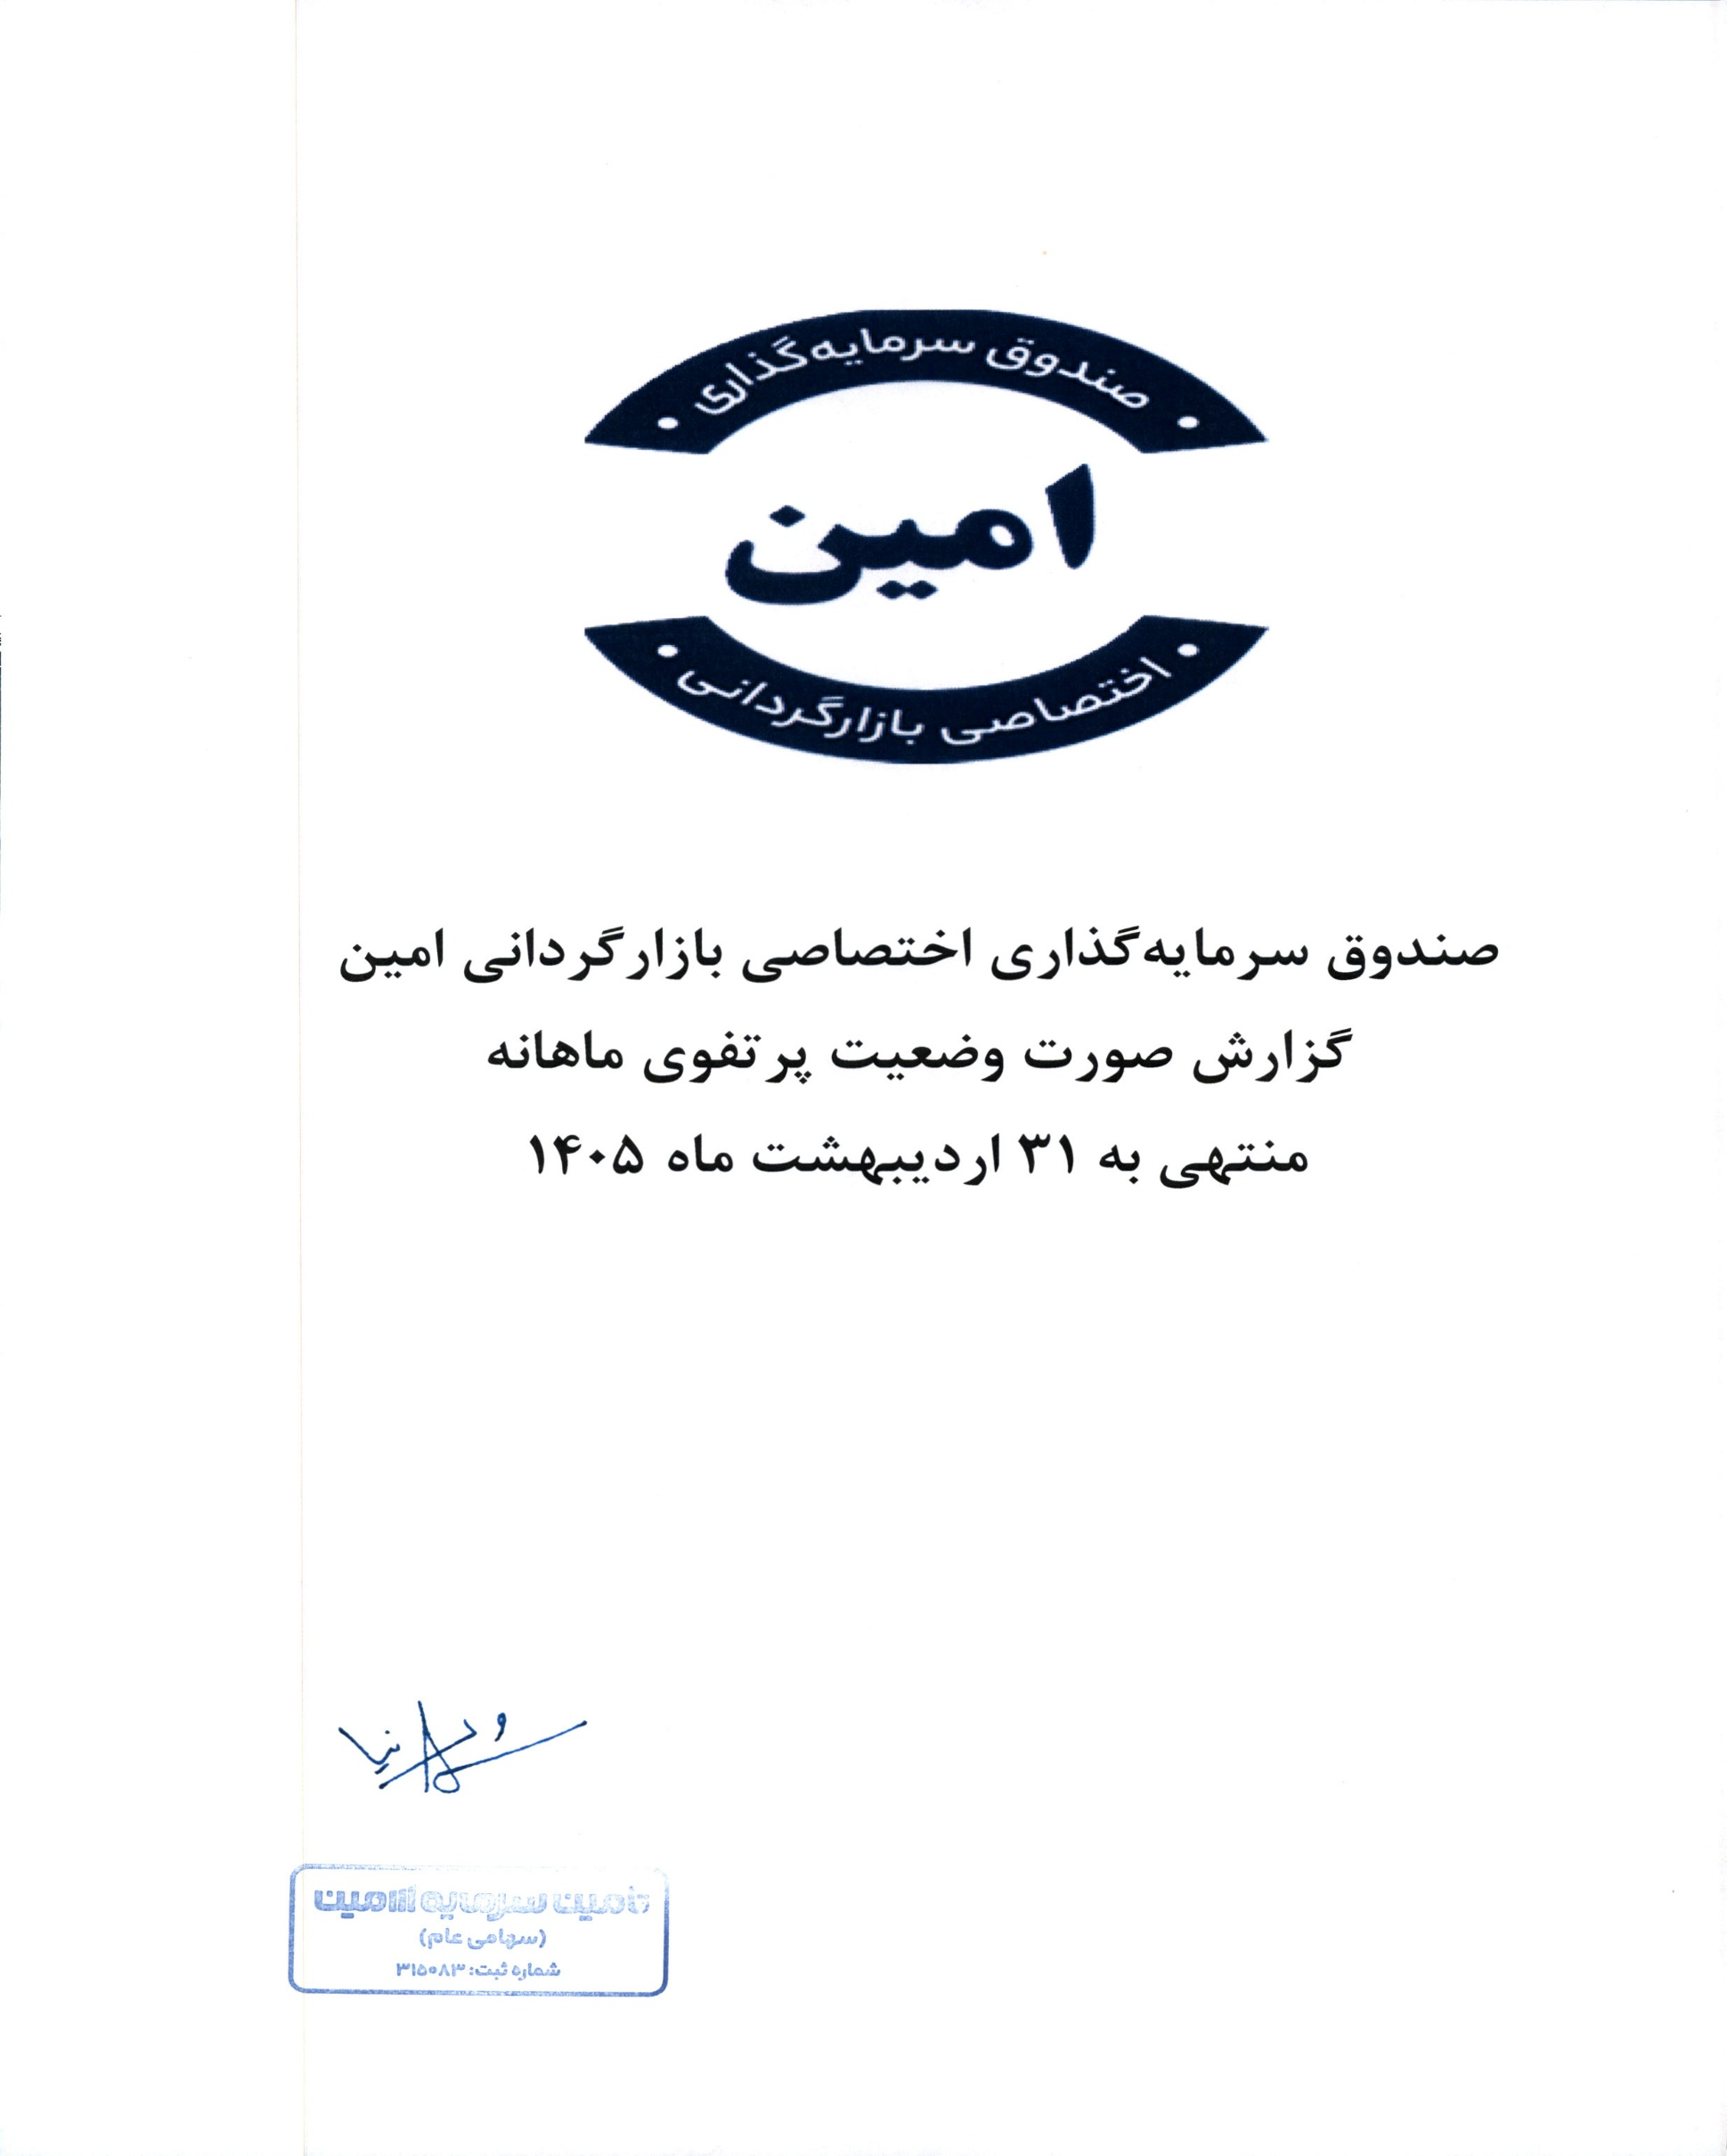 صندوق سرمایه‌گذاری
امین
اختصاصی بازارگردانی
صندوق سرمایه‌گذاری اختصاصی بازارگردانی امین
گزارش صورت وضعیت پرتفوی ماهانه
منتهی به ۳۱ اردیبهشت ماه ۱۴۰۵
تامین سرمایه امین
(سهامی عام)
شماره ثبت: ۳۱۵۰۸۳